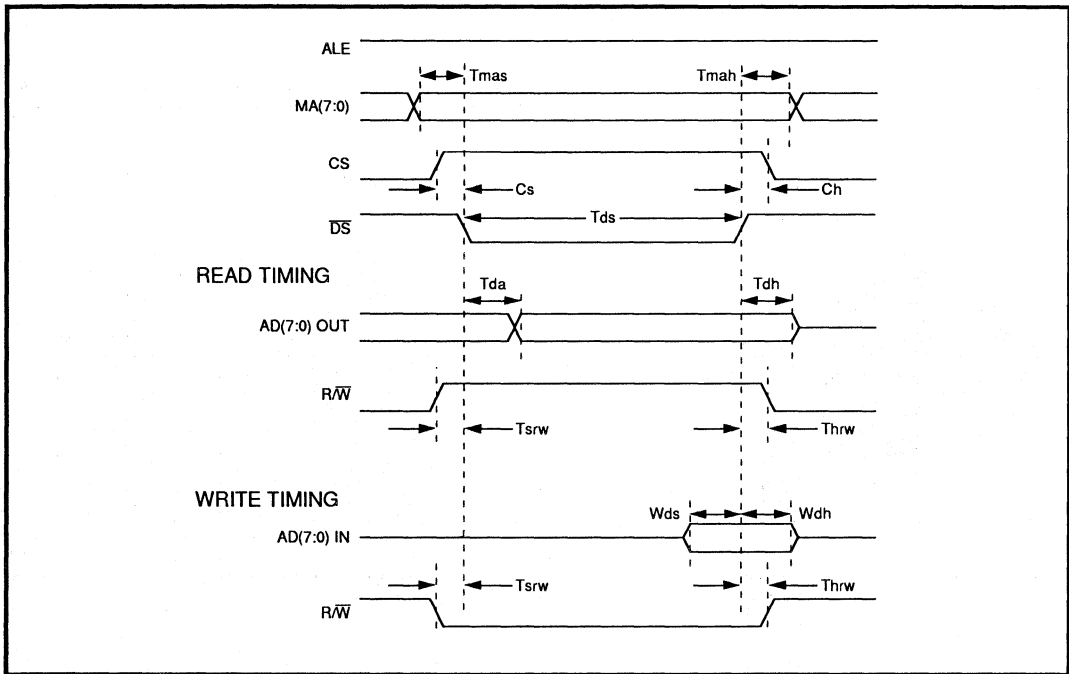 ALE
Tmas
Tmah
MA(7:0)
CS
Cs
Ch
Tds
DS
READ TIMING
Tda
Tdh
AD(7:0) OUT
R/W
Tsrw
Thrw
WRITE TIMING
Wds
Wdh
AD(7:0) IN
Tsrw
Thrw
R/W